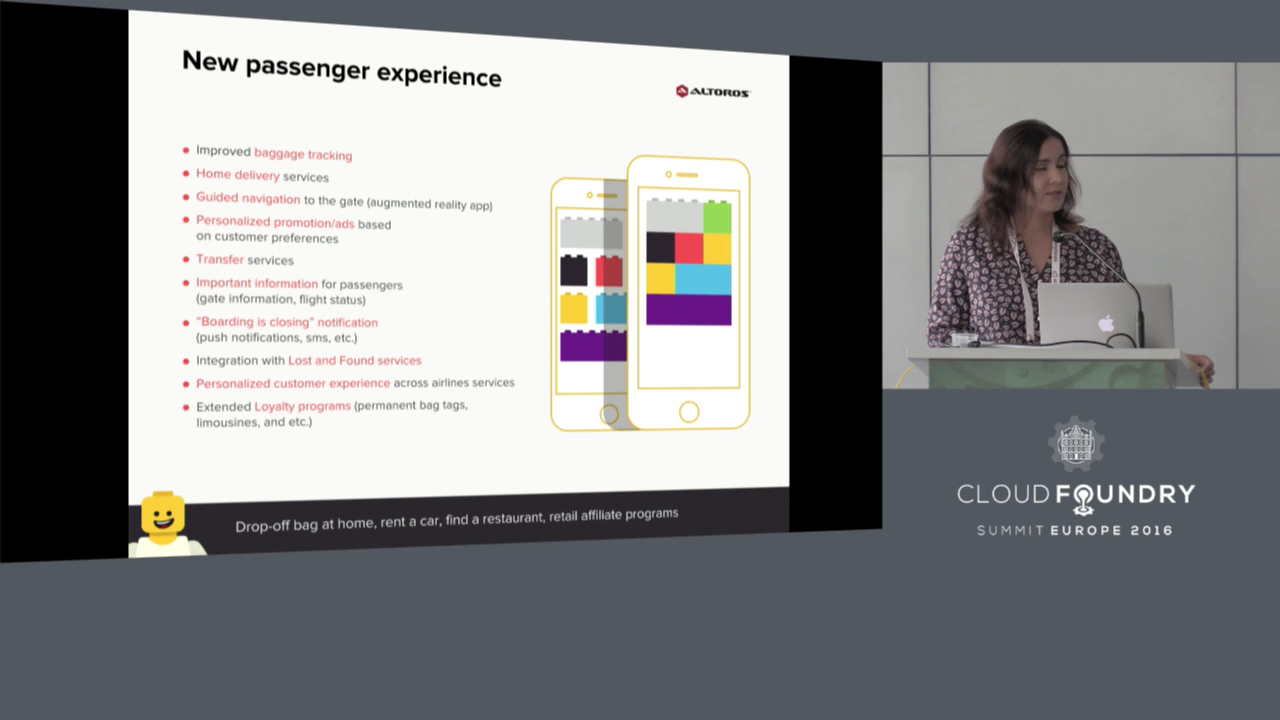 New passenger experience
ALTOROS
Improved baggage tracking
Home delivery services
Guided navigation to the gate (augmented reality app)
Personalized promotion/ads based
on customer preferences
Transfer services
Important information for passengers
(gate information, flight status)
"Boarding is closing" notification
(push notifications, sms, etc.)
Integration with Lost and Found services
Personalized customer experience across airlines services
Extended Loyalty programs (permanent bag tags,
limousines, and etc.)
Drop-off bag at home, rent a car, find a restaurant, retail affiliate programs
CLOUD FOUNDRY
SUMMIT EUROPE 2016